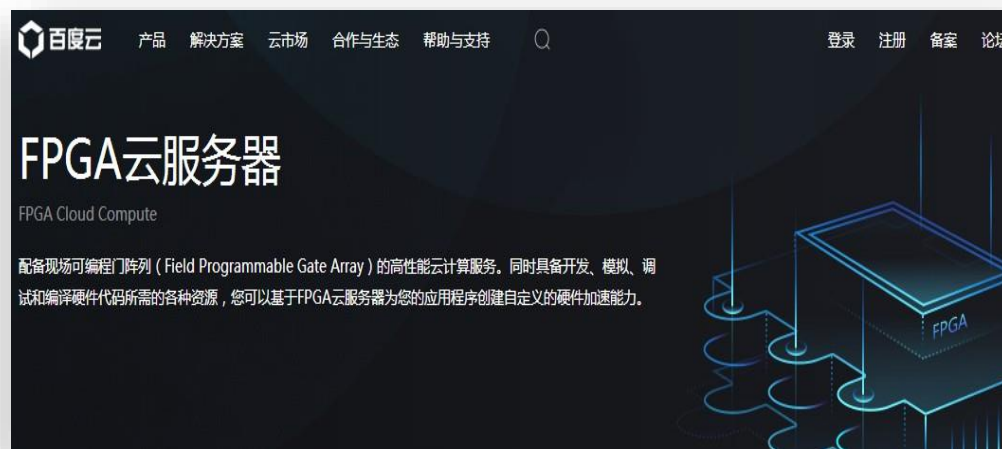 百度云 产品 解决方案 云市场 合作与生态 帮助与支持 登录 注册 备案 论坛
FPGA云服务器
FPGA Cloud Compute
配备现场可编程门阵列（Field Programmable Gate Array）的高性能云计算服务。同时具备开发、模拟、调
试和编译硬件代码所需的各种资源，您可以基于FPGA云服务器为您的应用程序创建自定义的硬件加速能力。
FPGA